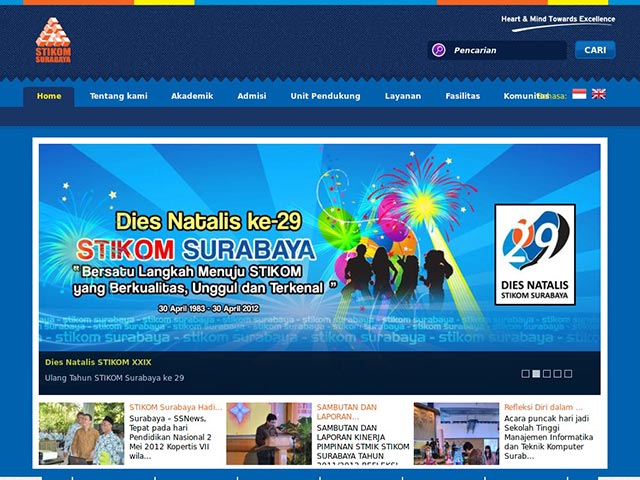 Heart & Mind Towards Excellence
STIKOM
SURABAYA
Pencarian
CARI
Home
Tentang kami
Akademik
Admisi
Unit Pendukung
Layanan
Fasilitas
Komunitas
Bahasa:
Dies Natalis ke-29
STIKOM SURABAYA
“ Bersatu Langkah Menuju STIKOM
yang Berkualitas, Unggul dan Terkenal ”
30 April 1983 - 30 April 2012
29
DIES NATALIS
STIKOM SURABAYA
stikom surabaya - stikom surabaya - stikom surabaya - stikom surabaya - stikom surabaya
Dies Natalis STIKOM XXIX
Ulang Tahun STIKOM Surabaya ke 29
STIKOM Surabaya Hadi...
Surabaya – SSNews,
Tepat pada hari
Pendidikan Nasional 2
Mei 2012 Kopertis VII
wila...
SAMBUTAN DAN
LAPORAN...
SAMBUTAN DAN
LAPORAN KINERJA
PIMPINAN STMIK STIKOM
SURABAYA TAHUN
2011/2012 REFLEKSI
Refleksi Diri dalam ...
Acara puncak hari jadi
Sekolah Tinggi
Manajemen Informatika
dan Teknik Komputer
Surab...